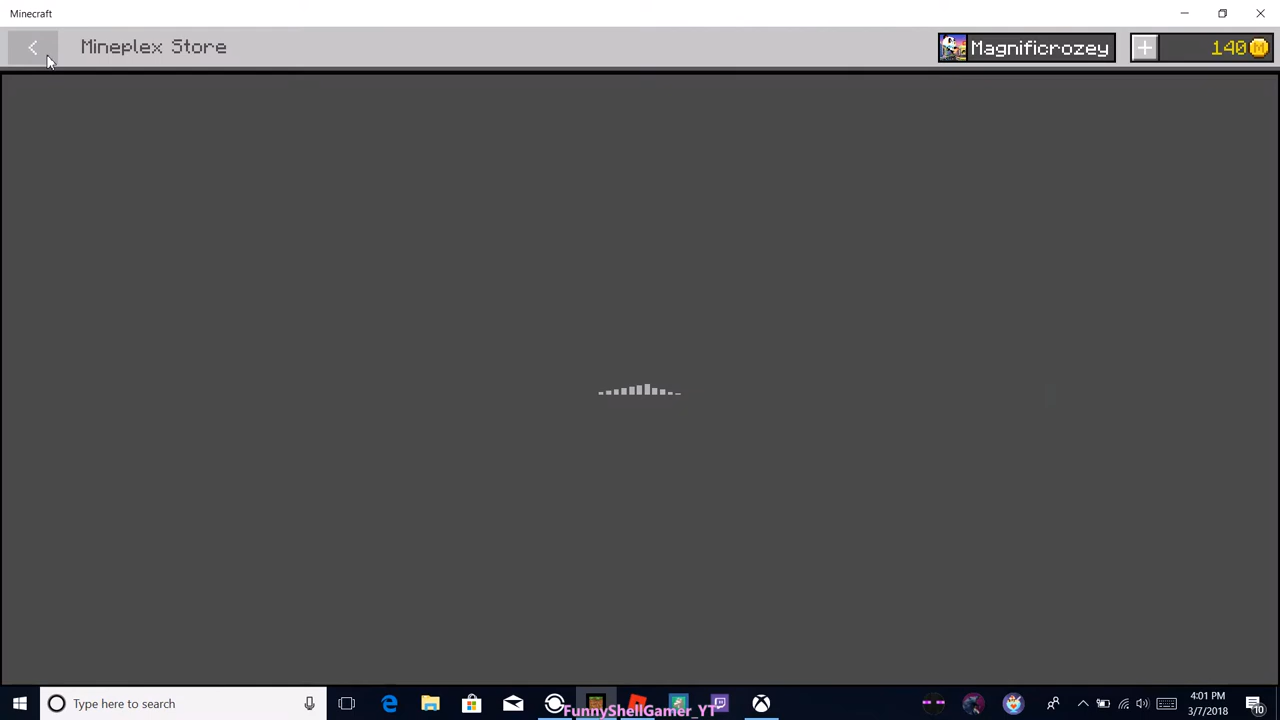 Minecraft
Mineplex Store
Magnificrozey
140
Type here to search
FunnyShellGamer_YT
4:01 PM
3/7/2018
10